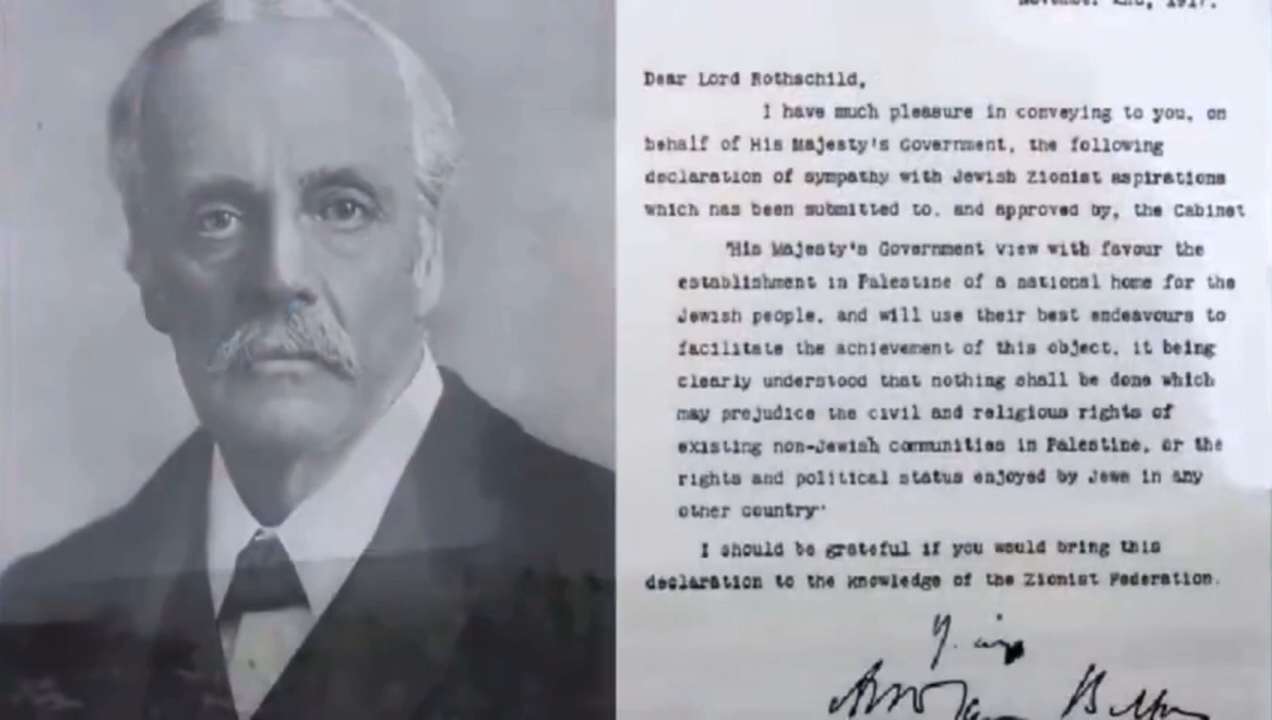 November 2nd, 1917.
Dear Lord Rothschild,
I have much pleasure in conveying to you, on
behalf of His Majesty's Government, the following
declaration of sympathy with Jewish Zionist aspirations
which has been submitted to, and approved by, the Cabinet
"His Majesty's Government view with favour the
establishment in Palestine of a national home for the
Jewish people, and will use their best endeavours to
facilitate the achievement of this object, it being
clearly understood that nothing shall be done which
may prejudice the civil and religious rights of
existing non-Jewish communities in Palestine, or the
rights and political status enjoyed by Jews in any
other country"
I should be grateful if you would bring this
declaration to the knowledge of the Zionist Federation.